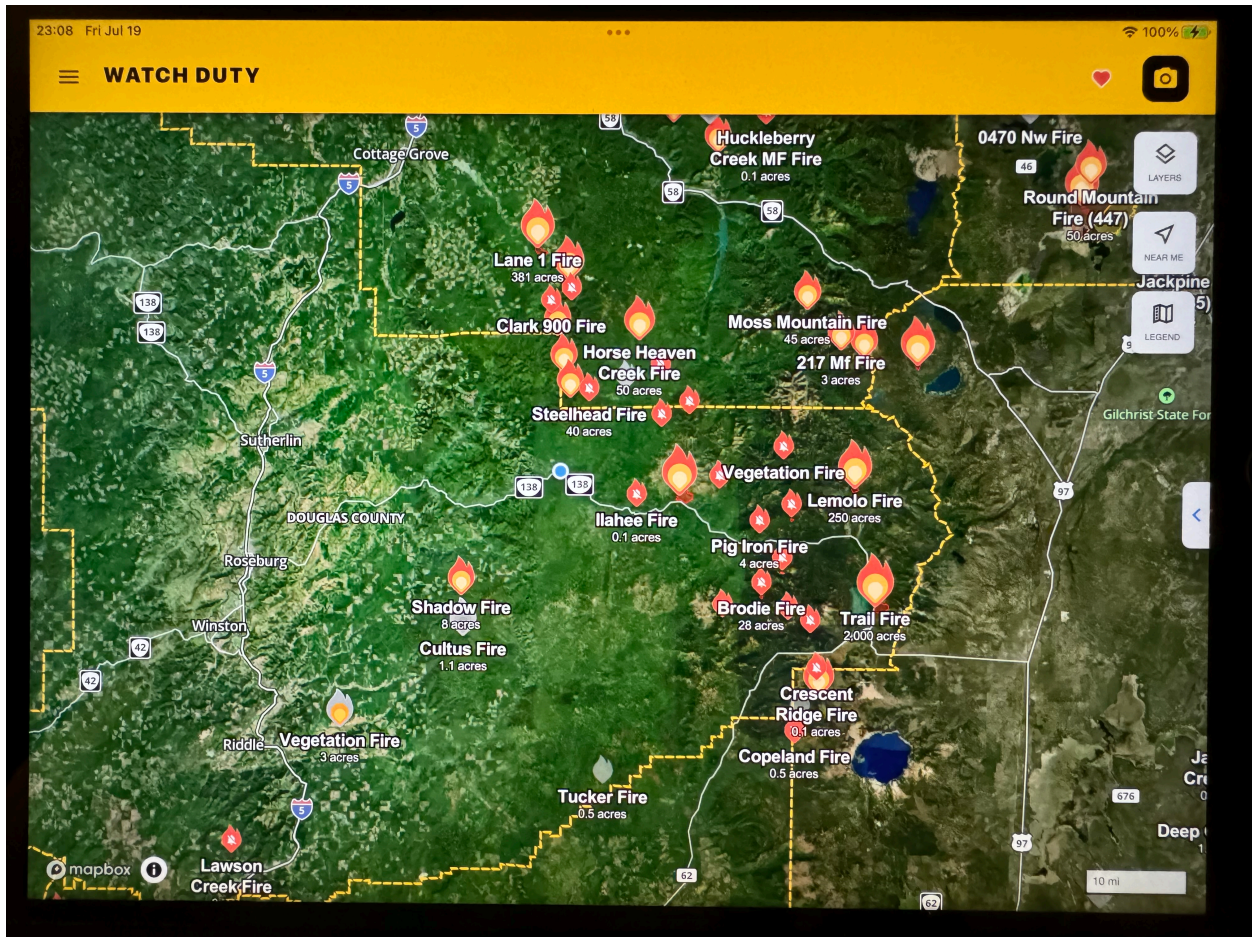 23:08 Fri Jul 19
100%
WATCH DUTY
58
5
Cottage Grove
Huckleberry
Creek MF Fire
0.1 acres
0470 Nw Fire
46
LAYERS
5
58
58
Round Mountain
Fire (447)
50 acres
Lane 1 Fire
381 acres
NEAR ME
Jackpine
5)
138
138
Clark 900 Fire
Moss Mountain Fire
45 acres
217 Mf Fire
3 acres
LEGEND
9
Horse Heaven
Creek Fire
50 acres
5
Steelhead Fire
40 acres
Gilchrist State For
Sutherlin
138
138
Vegetation Fire
Lemolo Fire
250 acres
97
DOUGLAS COUNTY
Ilahee Fire
0.1 acres
Roseburg
Pig Iron Fire
4 acres
Shadow Fire
8 acres
Brodie Fire
28 acres
Trail Fire
2,000 acres
Winston
42
Cultus Fire
1.1 acres
42
Crescent
Ridge Fire
0.1 acres
Riddle
Vegetation Fire
3 acres
Copeland Fire
0.5 acres
Ja
Cre
0
Tucker Fire
0.5 acres
676
5
Deep
1
97
Lawson
Creek Fire
mapbox
62
10 mi
62